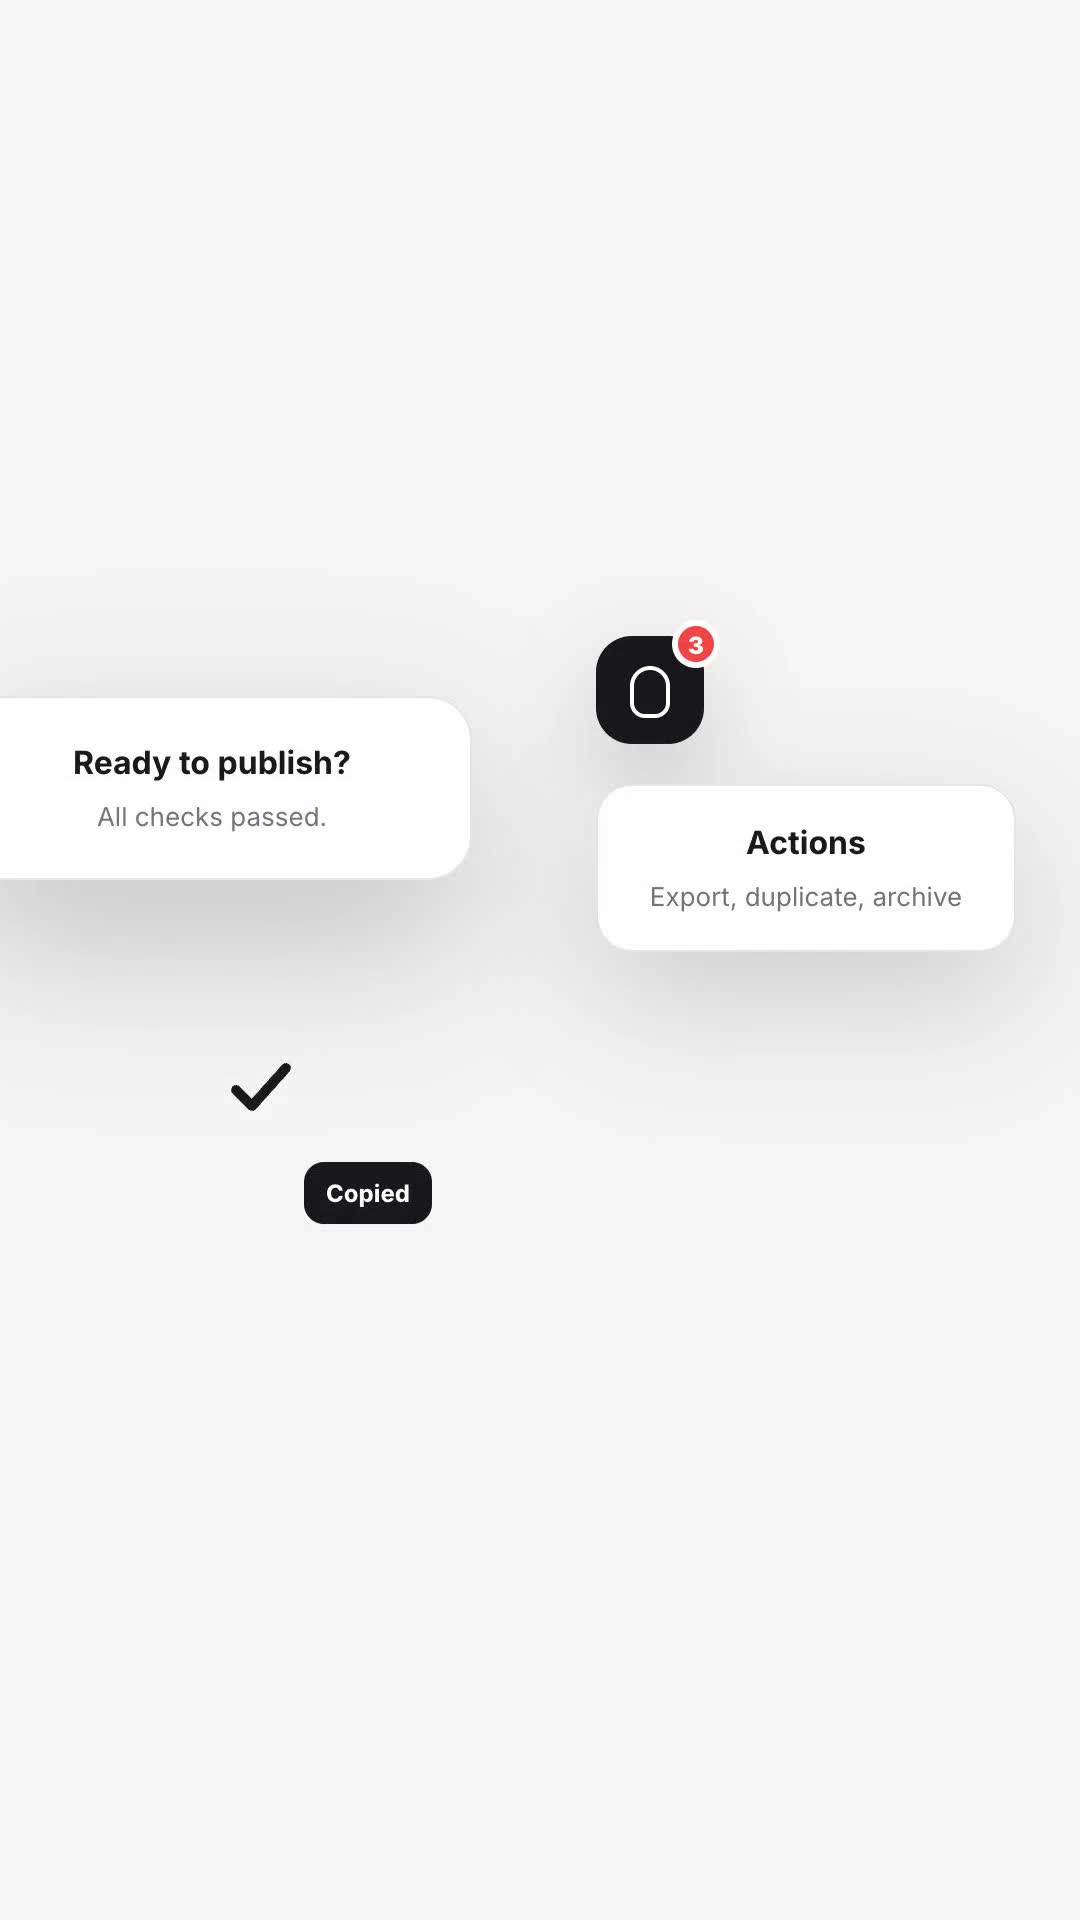 3
Ready to publish?
All checks passed.
Actions
Export, duplicate, archive
Copied